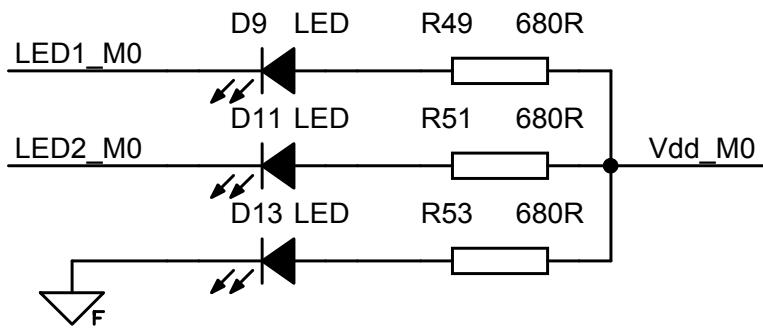 D9 LED R49 680R
LED1_M0
D11 LED R51 680R
LED2_M0 Vdd_M0
D13 LED R53 680R
F